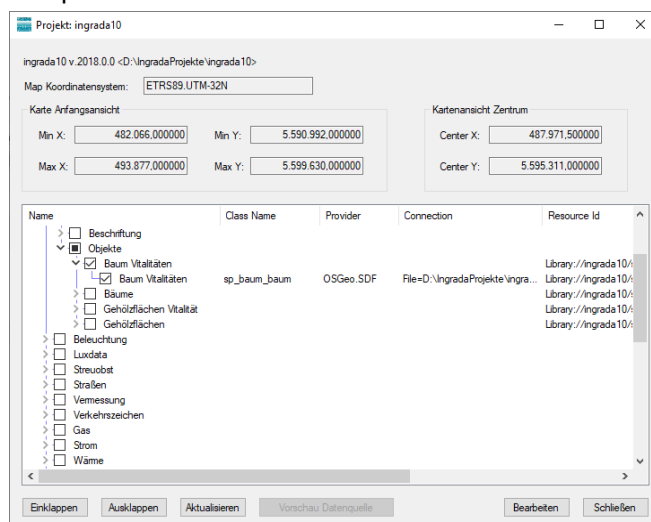 Projekt: ingrada10
ingrada10 v.2018.0.0 <D:\IngradaProjekte\ingrada10>
Map Koordinatensystem: ETRS89.UTM-32N
Karte Anfangsansicht
Kartenansicht Zentrum
Min X: 482.066,000000 Min Y: 5.590.992,000000 Center X: 487.971,500000
Max X: 493.877,000000 Max Y: 5.599.630,000000 Center Y: 5.595.311,000000
Name Class Name Provider Connection Resource Id
Beschriftung
Objekte
Baum Vitalitäten Library://ingrada10/
Baum Vitalitäten sp_baum_baum OSGeo.SDF File=D:\IngradaProjekte\ingra... Library://ingrada10/
Bäume Library://ingrada10/
Gehölzflächen Vitalität Library://ingrada10/
Gehölzflächen Library://ingrada10/
Beleuchtung
Luxdata
Streuobst
Straßen
Vermessung
Verkehrszeichen
Gas
Strom
Wärme
Einklappen Ausklappen Aktualisieren Vorschau Datenquelle Bearbeiten Schließen